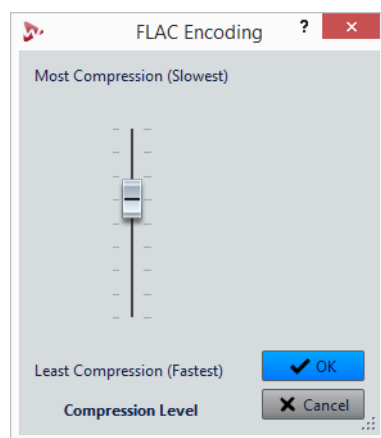 FLAC Encoding ?
Most Compression (Slowest)
Least Compression (Fastest)
OK
Compression Level
Cancel